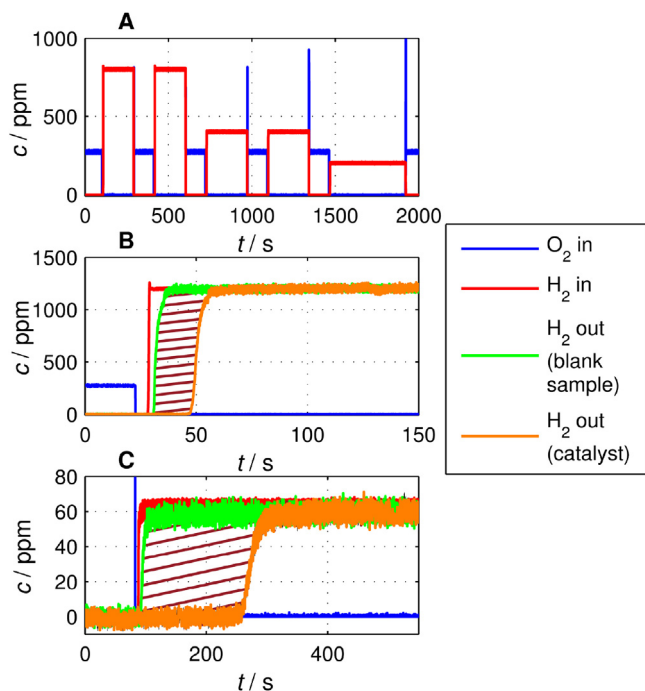 A
1000
500
0
c / ppm
0 500 1000 1500 2000
t / s
B
1500
1000
500
0
c / ppm
0 50 100 150
t / s
C
80
60
40
20
0
c / ppm
0 200 400
t / s
O₂ in
H₂ in
H₂ out
(blank
sample)
H₂ out
(catalyst)